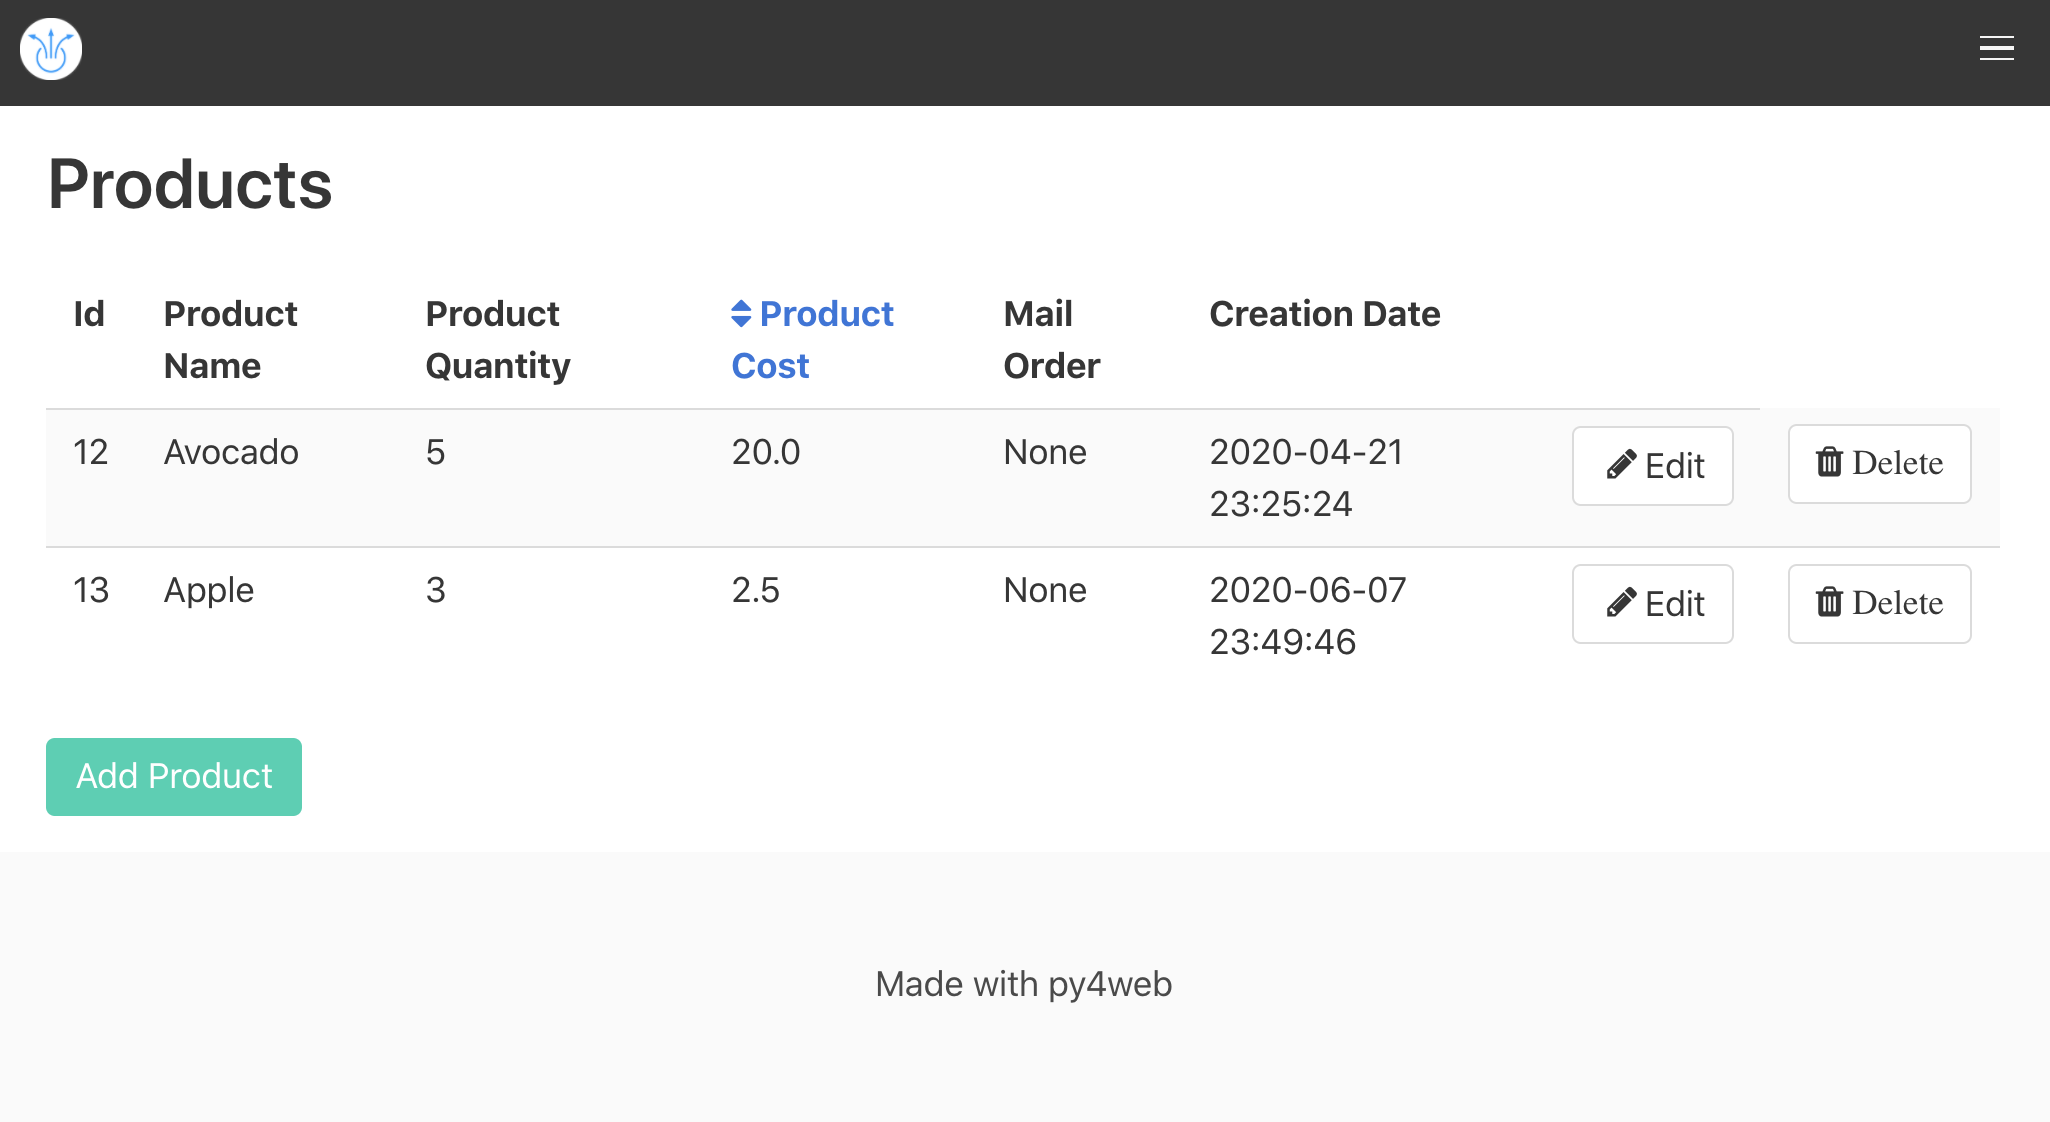 Products
Id Product Name Product Quantity Product Cost Mail Order Creation Date
12 Avocado 5 20.0 None 2020-04-21 23:25:24 Edit Delete
13 Apple 3 2.5 None 2020-06-07 23:49:46 Edit Delete
Add Product
Made with py4web